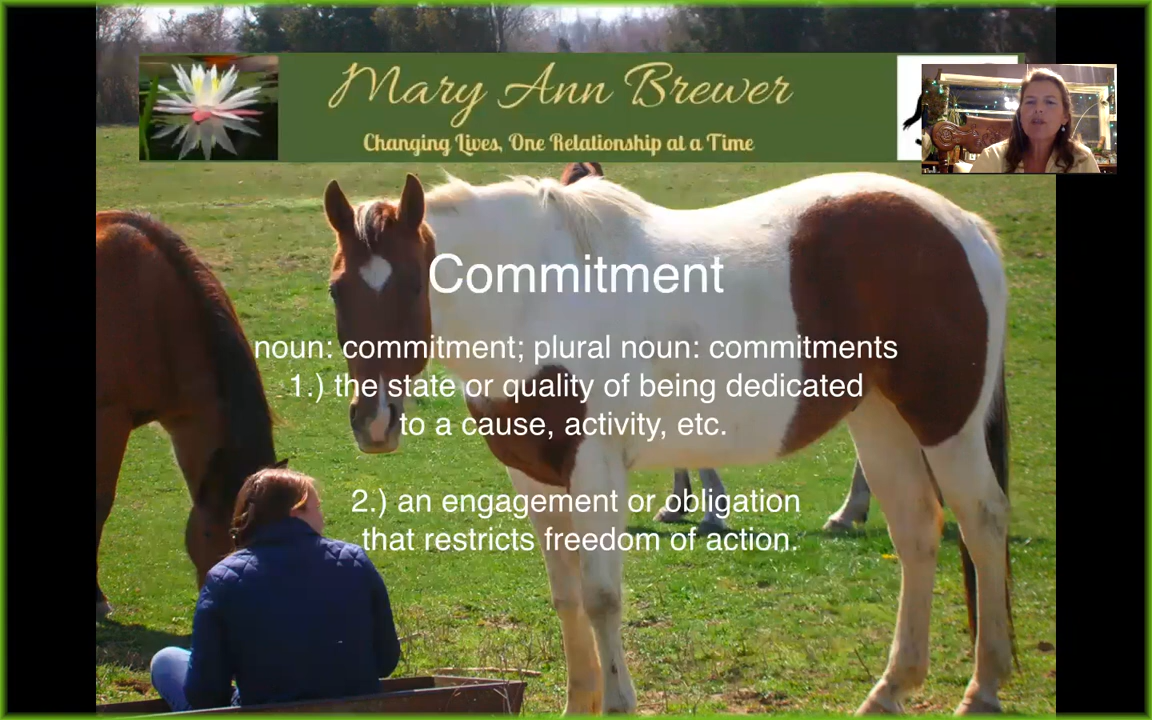 Mary Ann Brewer
Changing Lives, One Relationship at a Time
Commitment
noun: commitment; plural noun: commitments
1.) the state or quality of being dedicated
to a cause, activity, etc.
2.) an engagement or obligation
that restricts freedom of action.